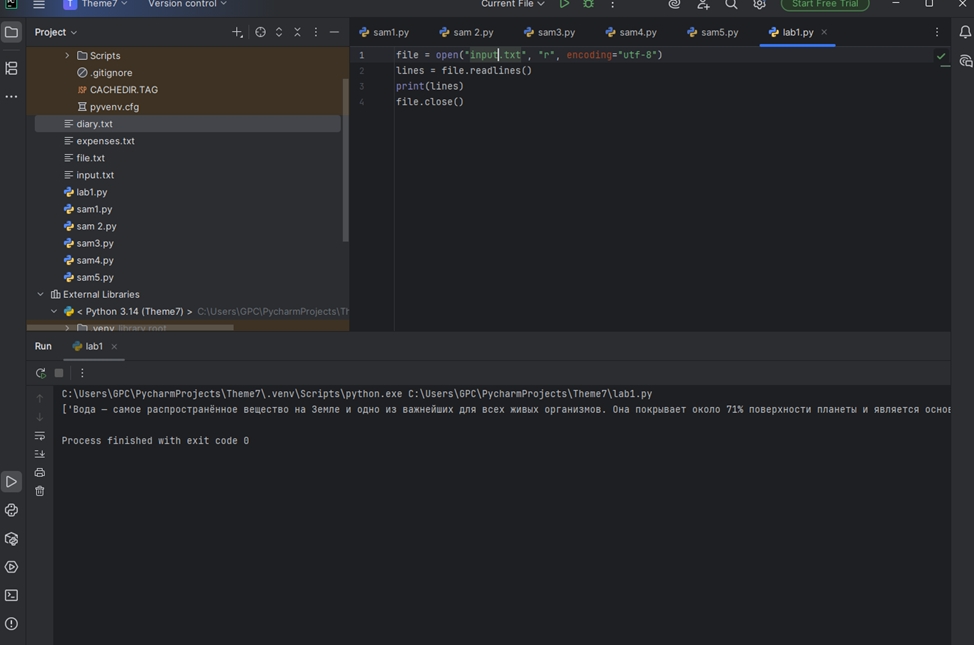 Theme7
Version control
Current File
Start Free Trial
Project
sam1.py
sam 2.py
sam3.py
sam4.py
sam5.py
lab1.py
Scripts
.gitignore
CACHEDIR.TAG
pyvenv.cfg
diary.txt
expenses.txt
file.txt
input.txt
lab1.py
sam1.py
sam 2.py
sam3.py
sam4.py
sam5.py
External Libraries
< Python 3.14 (Theme7) > C:\Users\GPC\PycharmProjects\Th
.venv library root
1 file = open("input.txt", "r", encoding="utf-8")
2 lines = file.readlines()
3 print(lines)
4 file.close()
Run lab1
C:\Users\GPC\PycharmProjects\Theme7\.venv\Scripts\python.exe C:\Users\GPC\PycharmProjects\Theme7\lab1.py
['Вода — самое распространённое вещество на Земле и одно из важнейших для всех живых организмов. Она покрывает около 71% поверхности планеты и является основ
Process finished with exit code 0